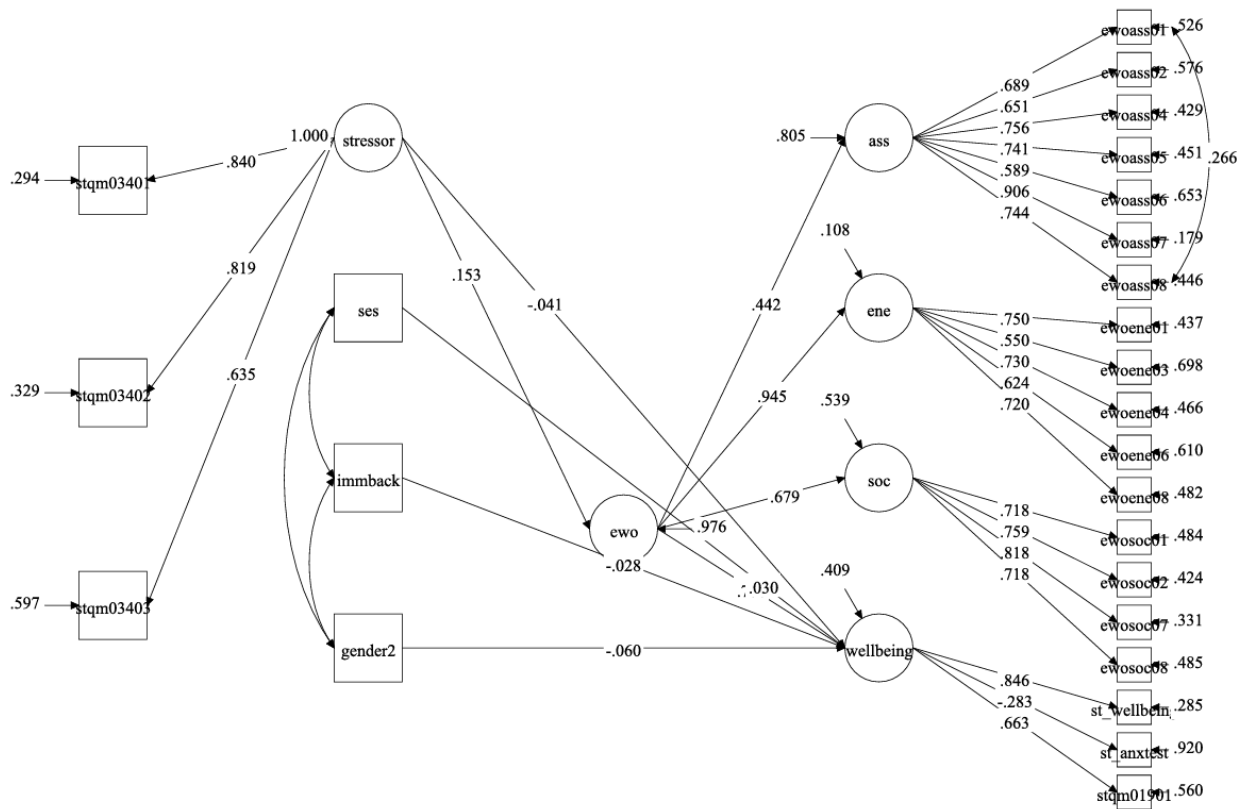 ewoass01 .526
ewoass02 .576
.689
.651
ewoass04 .429
.756
1.000 stressor
.805 ass
.741
ewoass05 .451
.266
.840
.589
.294 stqm03401
ewoass06 .653
.906
.744
ewoass07 .179
.108
.819
.153
ewoass08 .446
-.041
.442
ses
ene
.750
ewoene01 .437
.550
.730
ewoene03 .698
.635
.624
.329 stqm03402
.945
.539
.720
ewoene04 .466
ewoene06 .610
immback
soc
.679
ewoene08 .482
.718
ewo
.976
.759
ewosoc01 .484
-.028
.818
.409
.718
ewosoc02 .424
.030
.597 stqm03403
ewosoc07 .331
gender2
-.060
wellbeing
ewosoc08 .485
.846
-.283
st_wellbein .285
.663
st_anxtest .920
stqm01901 .560